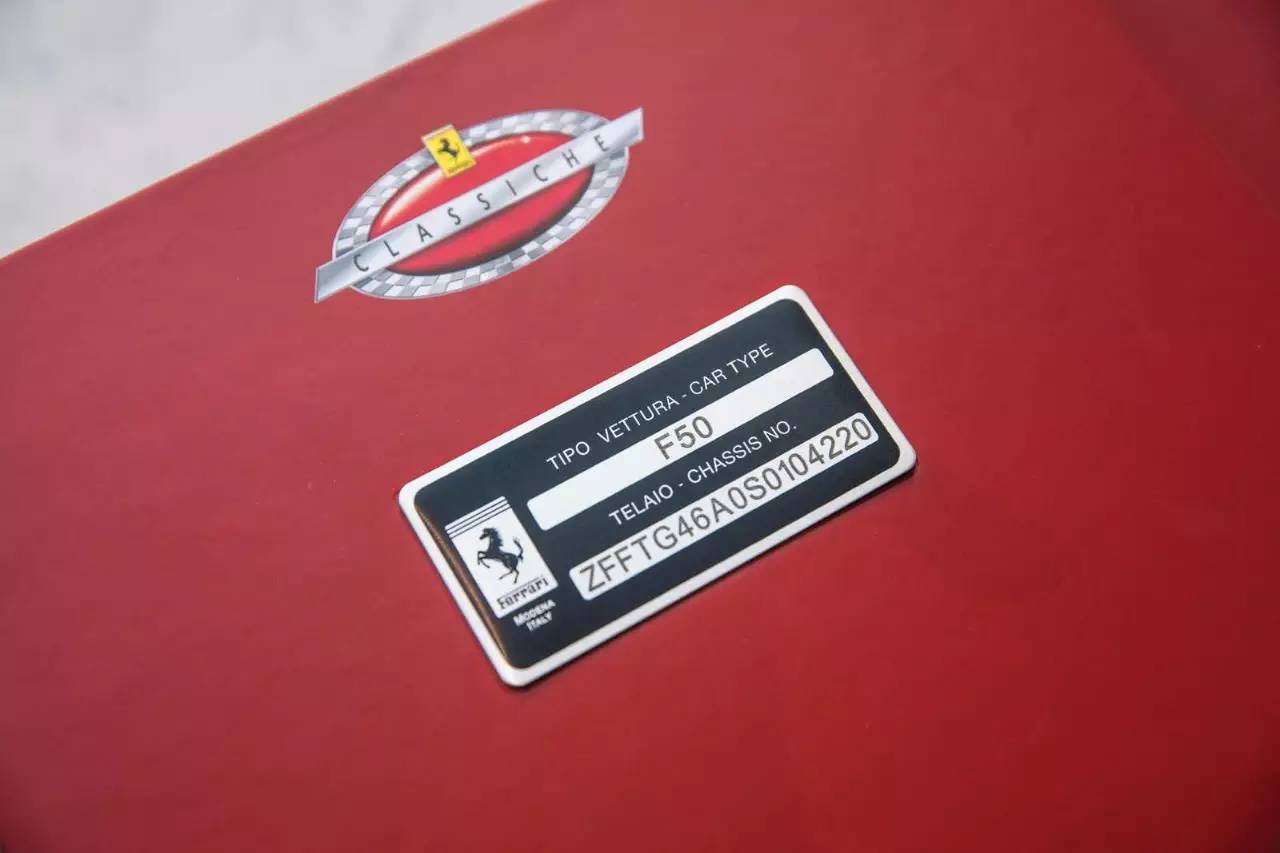 CLASSICHE
TIPO VETTURA - CAR TYPE
F50
TELAIO - CHASSIS NO.
ZFFTG46A0S0104220
Ferrari
MODENA
ITALY